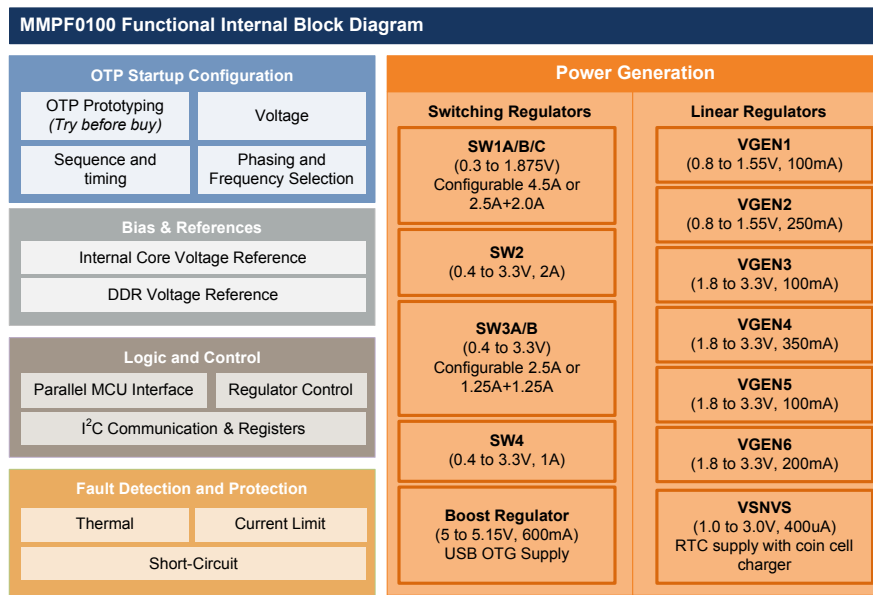 MMPF0100 Functional Internal Block Diagram
OTP Startup Configuration
OTP Prototyping
(Try before buy)
Voltage
Sequence and
timing
Phasing and
Frequency Selection
Bias & References
Internal Core Voltage Reference
DDR Voltage Reference
Logic and Control
Parallel MCU Interface
Regulator Control
I²C Communication & Registers
Fault Detection and Protection
Thermal
Current Limit
Short-Circuit
Power Generation
Switching Regulators
SW1A/B/C
(0.3 to 1.875V)
Configurable 4.5A or
2.5A+2.0A
SW2
(0.4 to 3.3V, 2A)
SW3A/B
(0.4 to 3.3V)
Configurable 2.5A or
1.25A+1.25A
SW4
(0.4 to 3.3V, 1A)
Boost Regulator
(5 to 5.15V, 600mA)
USB OTG Supply
Linear Regulators
VGEN1
(0.8 to 1.55V, 100mA)
VGEN2
(0.8 to 1.55V, 250mA)
VGEN3
(1.8 to 3.3V, 100mA)
VGEN4
(1.8 to 3.3V, 350mA)
VGEN5
(1.8 to 3.3V, 100mA)
VGEN6
(1.8 to 3.3V, 200mA)
VSNVS
(1.0 to 3.0V, 400uA)
RTC supply with coin cell
charger